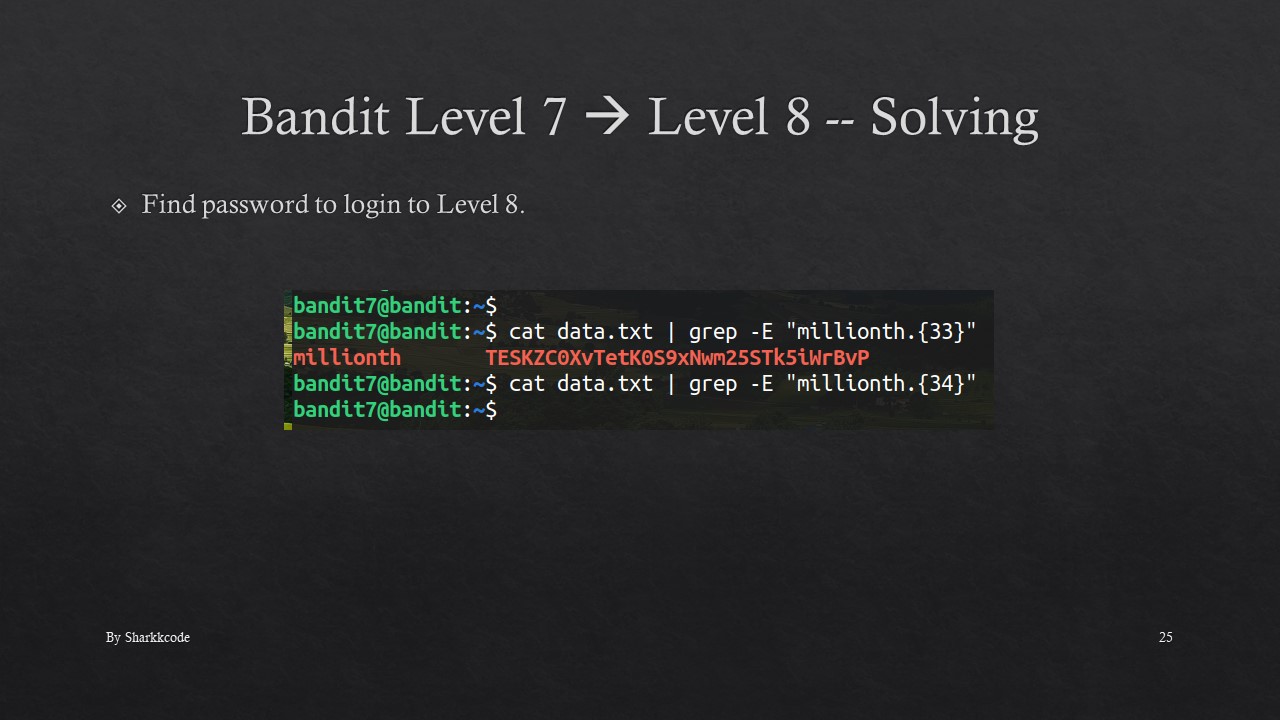 Bandit Level 7 → Level 8 -- Solving
Find password to login to Level 8.
bandit7@bandit:~$
bandit7@bandit:~$ cat data.txt | grep -E "millionth.{33}"
millionth       TESKZC0XvTetK0S9xNwm25STk5iWrBvP
bandit7@bandit:~$ cat data.txt | grep -E "millionth.{34}"
bandit7@bandit:~$
By Sharkkcode
25